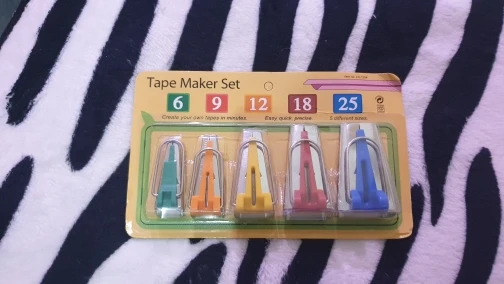 Tape Maker Set
6 9 12 18 25
Create your own tapes in minutes. Easy, quick, precise. 5 different sizes.